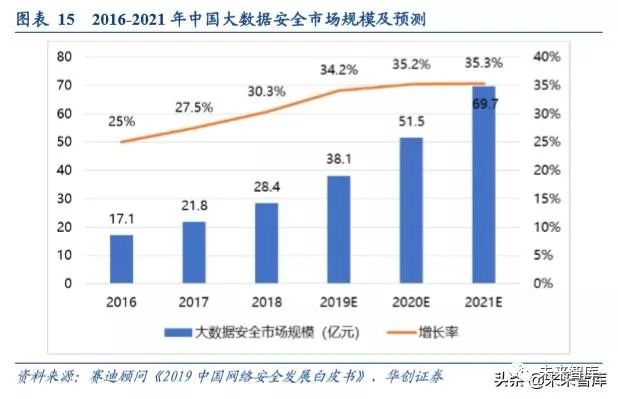 图表 15 2016-2021 年中国大数据安全市场规模及预测
80 40%
70 35%
60 30%
50 25%
40 20%
30 15%
20 10%
10 5%
0 0%
25% 27.5% 30.3% 34.2% 35.2% 35.3%
17.1 21.8 28.4 38.1 51.5 69.7
2016 2017 2018 2019E 2020E 2021E
大数据安全市场规模（亿元） 增长率
资料来源：赛迪顾问《2019 中国网络安全发展白皮书》、华创证券
未来智库
头条@未来智库